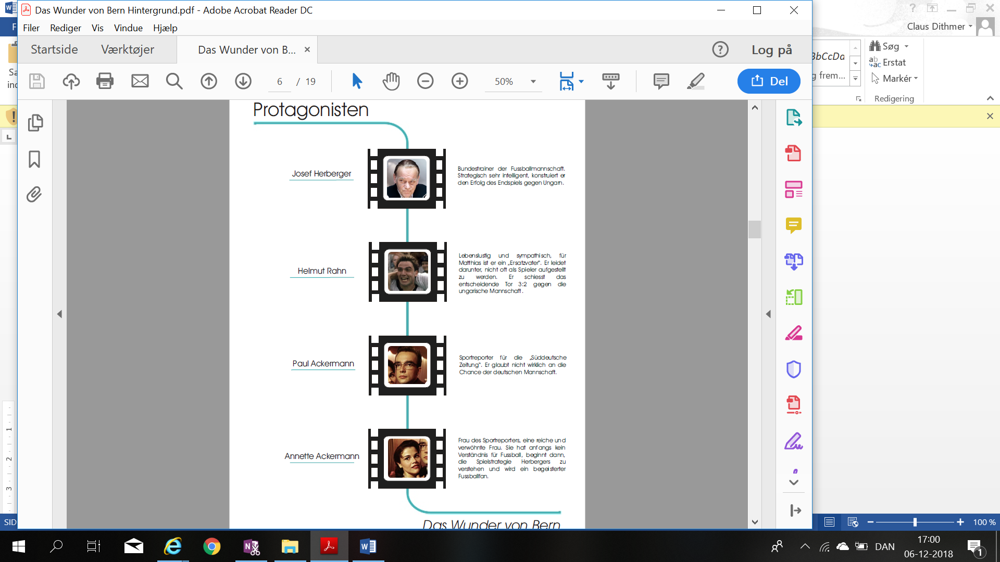 Das Wunder von Bern Hintergrund.pdf - Adobe Acrobat Reader DC
Filer Rediger Vis Vindue Hjælp
Claus Dithmer
Startside Værktøjer Das Wunder von B... Log på
6 / 19 50% Del
BbCcDd
g frem...
Søg
Erstat
Markér
Redigering
Sa
ind
F
Protagonisten
Josef Herberger
Bundestrainer der Fussballmannschaft.
Strategisch sehr intelligent, konstruiert er
den Erfolg des Endspiels gegen Ungarn.
Helmut Rahn
Lebenslustig und sympathisch, für
Matthias ist er ein „Ersatzvater“. Er leidet
darunter, nicht oft als Spieler aufgestellt
zu werden. Er schiesst das
entscheidende Tor 3:2 gegen die
ungarische Mannschaft.
Paul Ackermann
Sportreporter für die „Süddeutsche
Zeitung“. Er glaubt nicht wirklich an die
Chance der deutschen Mannschaft.
Annette Ackermann
Frau des Sportreporters, eine reiche und
verwöhnte Frau. Sie hat anfangs kein
Verständnis für Fussball, beginnt dann,
die Spielstrategie Herbergers zu
verstehen und wird ein begeisterter
Fussballfan.
Das Wunder von Bern
1
2
3
SID
100 %
DAN
17:00
06-12-2018
1